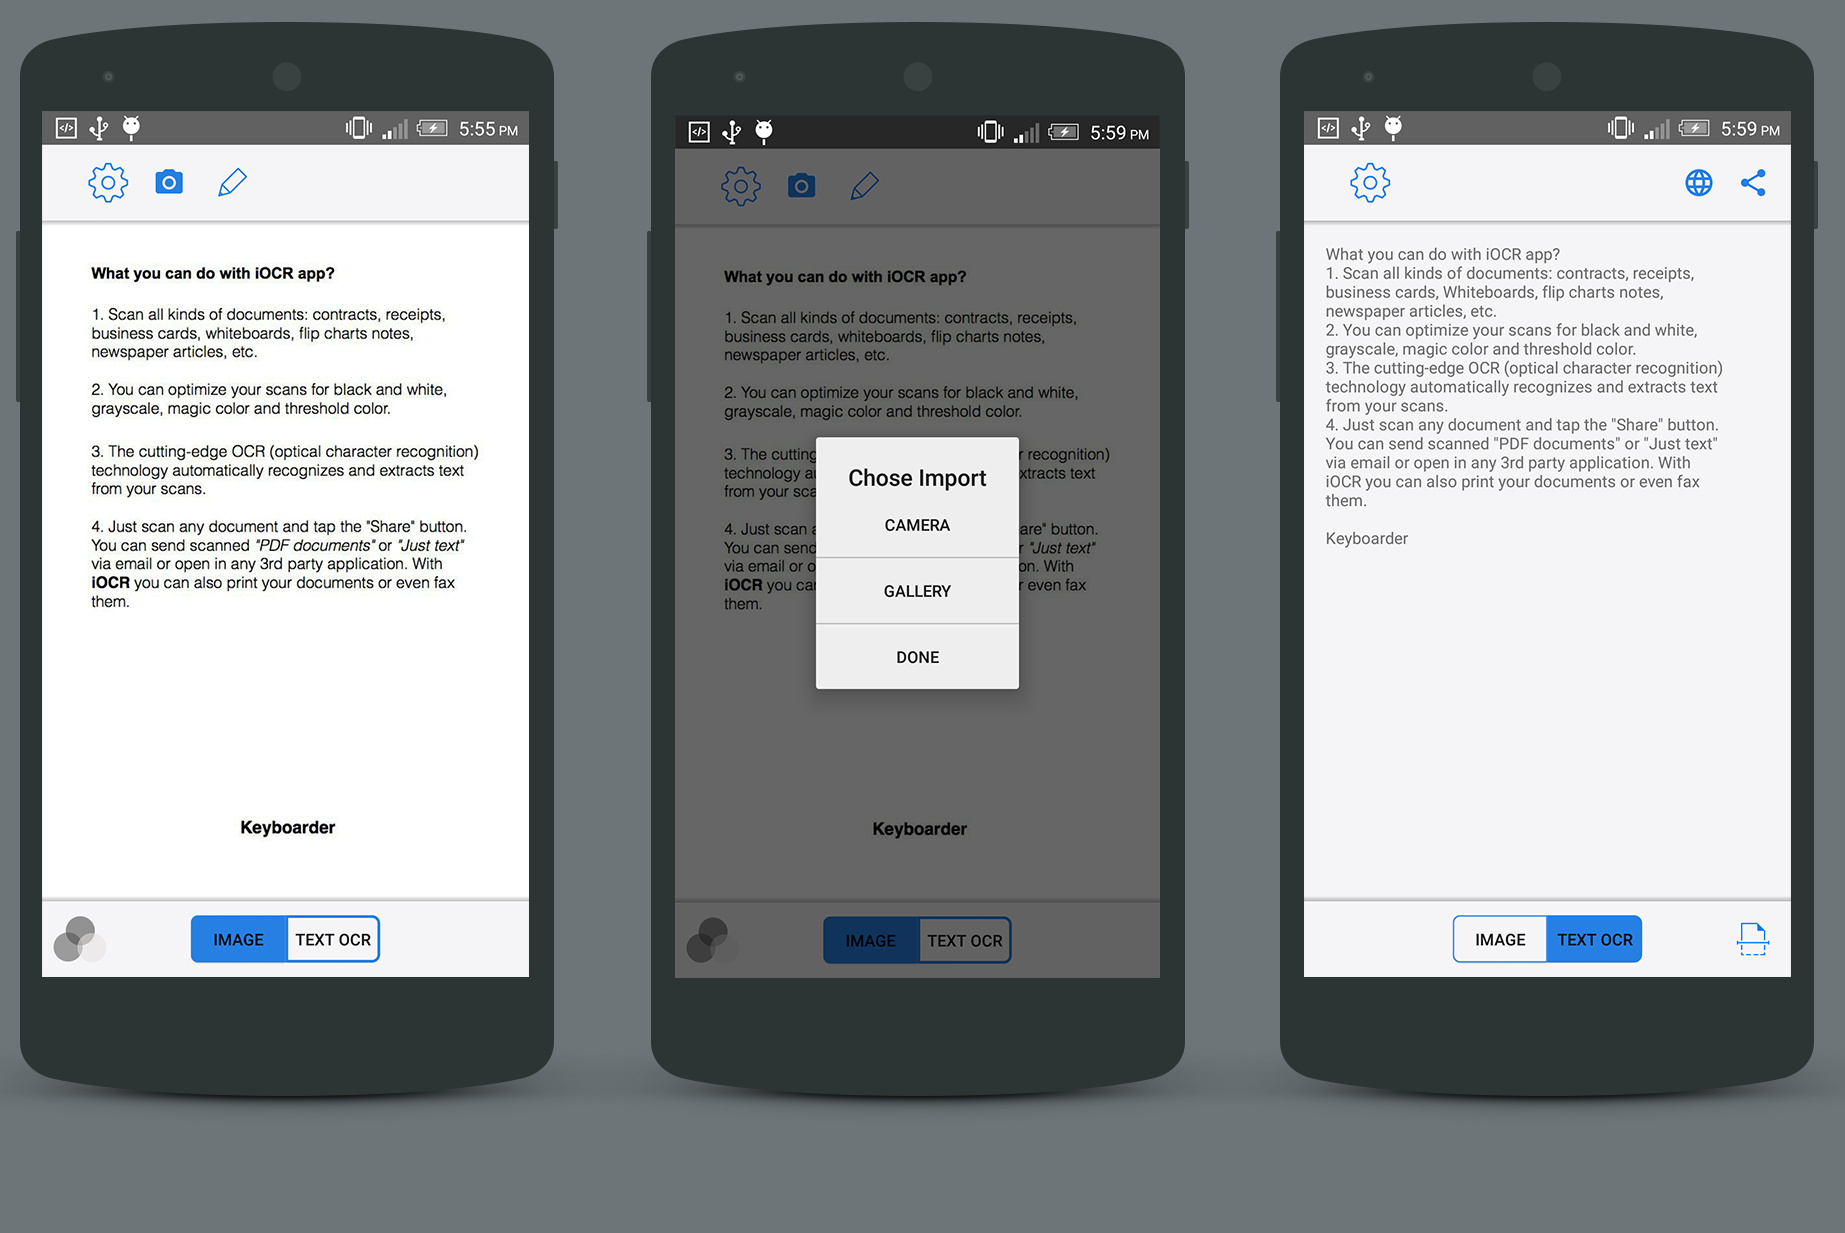 5:55 PM
What you can do with iOCR app?
1. Scan all kinds of documents: contracts, receipts,
business cards, whiteboards, flip charts notes,
newspaper articles, etc.
2. You can optimize your scans for black and white,
grayscale, magic color and threshold color.
3. The cutting-edge OCR (optical character recognition)
technology automatically recognizes and extracts text
from your scans.
4. Just scan any document and tap the "Share" button.
You can send scanned "PDF documents" or "Just text"
via email or open in any 3rd party application. With
iOCR you can also print your documents or even fax
them.
Keyboarder
IMAGE TEXT OCR
5:59 PM
What you can do with iOCR app?
1. Scan all kinds of documents: contracts, receipts,
business cards, whiteboards, flip charts notes,
newspaper articles, etc.
2. You can optimize your scans for black and white,
grayscale, magic color and threshold color.
3. The cutting r recognition)
technology a xtracts text
from your sca
4. Just scan a are" button.
You can send r "Just text"
via email or o on. With
iOCR you ca r even fax
them.
Chose Import
CAMERA
GALLERY
DONE
Keyboarder
IMAGE TEXT OCR
5:59 PM
What you can do with iOCR app?
1. Scan all kinds of documents: contracts, receipts,
business cards, Whiteboards, flip charts notes,
newspaper articles, etc.
2. You can optimize your scans for black and white,
grayscale, magic color and threshold color.
3. The cutting-edge OCR (optical character recognition)
technology automatically recognizes and extracts text
from your scans.
4. Just scan any document and tap the "Share" button.
You can send scanned "PDF documents" or "Just text"
via email or open in any 3rd party application. With
iOCR you can also print your documents or even fax
them.
Keyboarder
IMAGE TEXT OCR